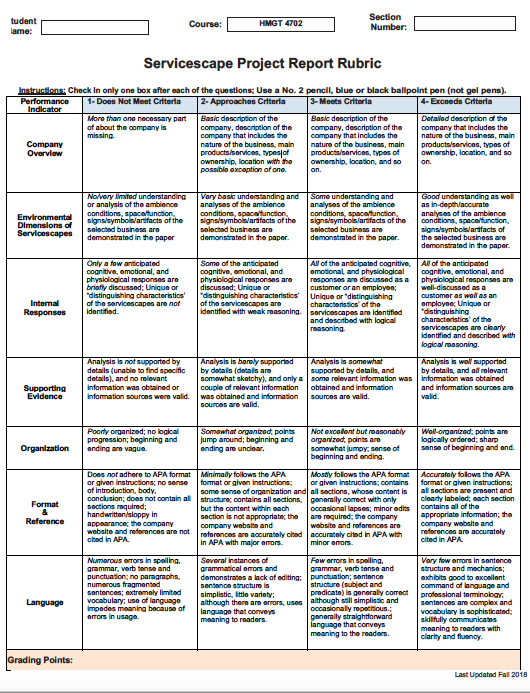 tudent
ame:
Course:
HMGT 4702
Section
Number:
Servicescape Project Report Rubric
Instructions: Check in only one box after each of the questions; Use a No. 2 pencil, blue or black ballpoint pen (not gel pens).
Performance
Indicator
1- Does Not Meet Criteria
2- Approaches Criteria
3- Meets Criteria
4- Exceeds Criteria
Company
Overview
More than one necessary part
of about the company is
missing.
Basic description of the
company, description of the
company that includes the
nature of the business, main
products/services, types of
ownership, location with the
possible exception of one.
Basic description of the
company, description of the
company that includes the
nature of the business, main
products/services, types of
ownership, location, and so
on.
Detailed description of the
company that includes the
nature of the business, main
products/services, types of
ownership, location, and so
on.
Environmental
Dimensions of
Servicescapes
No/very limited understanding
or analysis of the ambience
conditions, space/function,
signs/symbols/artifacts of the
selected business are
demonstrated in the paper
Very basic understanding and
analyses of the ambience
conditions, space/function,
signs/symbols/artifacts of the
selected business are
demonstrated in the paper.
Some understanding and
analyses of the ambience
conditions, space/function,
signs/symbols/artifacts of the
selected business are
demonstrated in the paper.
Good understanding as well
as in-depth/accurate
analyses of the ambience
conditions, space/function,
signs/symbols/artifacts of the
selected business are
demonstrated in the paper.
Internal
Responses
Only a few anticipated
cognitive, emotional, and
physiological responses are
briefly discussed; Unique or
"distinguishing characteristics'
of the servicescapes are not
identified.
Some of the anticipated
cognitive, emotional, and
physiological responses are
discussed; Unique or
"distinguishing characteristics'
of the servicescapes are
identified with weak reasoning.
All of the anticipated
cognitive, emotional, and
physiological responses are
discussed as a
customer or an employee;
Unique or "distinguishing
characteristics' of the
servicescapes are identified
and described with logical
reasoning.
All of the anticipated
cognitive, emotional, and
physiological responses are
well-discussed as a
customer as well as an
employee; Unique or
"distinguishing
characteristics' of the
servicescapes are clearly
identified and described with
logical reasoning.
Supporting
Evidence
Analysis is not supported by
details (unable to find specific
details), and no relevant
information was obtained or
information sources were valid.
Analysis is barely supported
by details (details are
somewhat sketchy), and only a
couple of relevant information
was obtained and information
sources are valid.
Analysis is somewhat
supported by details, and
some relevant information was
obtained and information
sources are valid.
Analysis is well supported
by details, and all relevant
information was obtained
and information sources are
valid.
Organization
Poorly organized; no logical
progression; beginning and
ending are vague.
Somewhat organized; points
jump around; beginning and
ending are unclear.
Not excellent but reasonably
organized; points are
somewhat jumpy; sense of
beginning and ending.
Well-organized; points are
logically ordered; sharp
sense of beginning and end.
Format
&
Reference
Does not adhere to APA format
or given instructions; no sense
of introduction, body,
conclusion; does not contain all
sections required;
handwritten/sloppy in
appearance; the company
website and references are not
cited in APA.
Minimally follows the APA
format or given instructions;
some sense of organization and
structure; contains all sections,
but the content within each
section is not appropriate; the
company website and
references are accurately cited
in APA with major errors.
Mostly follows the APA format
or given instructions; contains
all sections, whose content is
generally correct with only
occasional lapses; minor edits
are required; the company
website and references are
accurately cited in APA with
minor errors.
Accurately follows the APA
format or given instructions;
all sections are present and
clearly labeled; each section
contains all of the
appropriate information; the
company website and
references are accurately
cited in APA.
Language
Numerous errors in spelling,
grammar, verb tense and
punctuation; no paragraphs,
numerous fragmented
sentences; extremely limited
vocabulary; use of language
impedes meaning because of
errors in usage.
Several instances of
grammatical errors and
demonstrates a lack of editing;
sentence structure is
simplistic, little variety;
although there are errors, uses
language that conveys
meaning to the readers.
Few errors in spelling,
grammar, verb tense and
punctuation; sentence
structure (subject and
predicate) is generally correct
although still simplistic and
occasionally repetitious.;
generally straightforward
language that conveys meaning
to the readers.
Very few errors in sentence
structure and mechanics;
exhibits good to excellent
command of language and
professional terminology;
sentences are complex and
vocabulary is sophisticated;
skillfully communicates
meaning to readers with
clarity and fluency.
Grading Points:
Last Updated Fall 2018